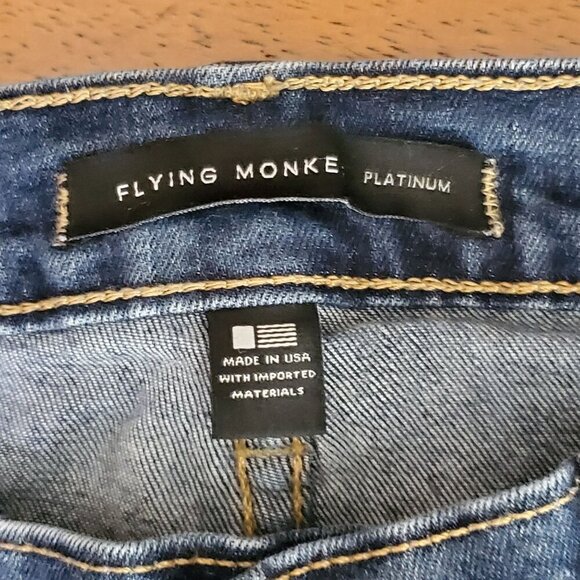 FLYING MONKE PLATINUM
MADE IN USA
WITH IMPORTED
MATERIALS